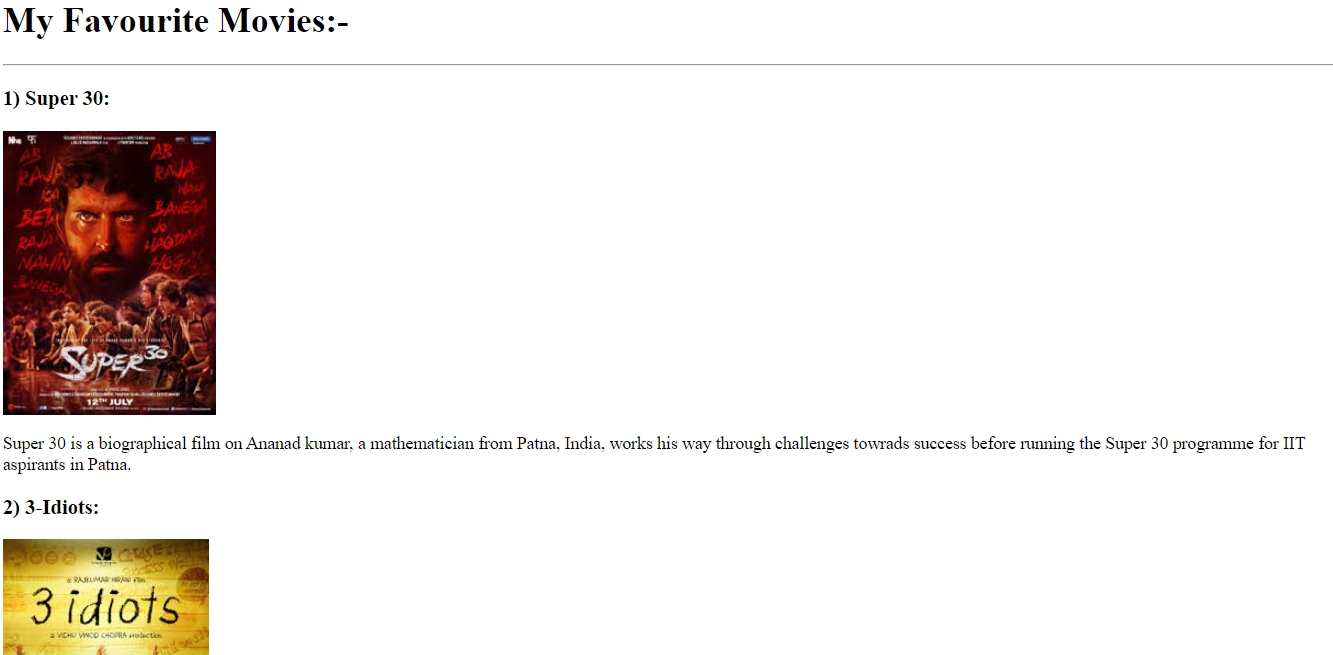 My Favourite Movies:-
1) Super 30:
AB
RAJA
KA
BETA
RAJA
NAHIN
BANEGA
AB
RAJA
WAHI
BANEGA
JO
HAQDAAR
HOGA
SUPER 30
12TH JULY
Super 30 is a biographical film on Ananad kumar, a mathematician from Patna, India, works his way through challenges towrads success before running the Super 30 programme for IIT
aspirants in Patna.
2) 3-Idiots:
a RAJKUMAR HIRANI film
3 idiots
a VIDHU VINOD CHOPRA production